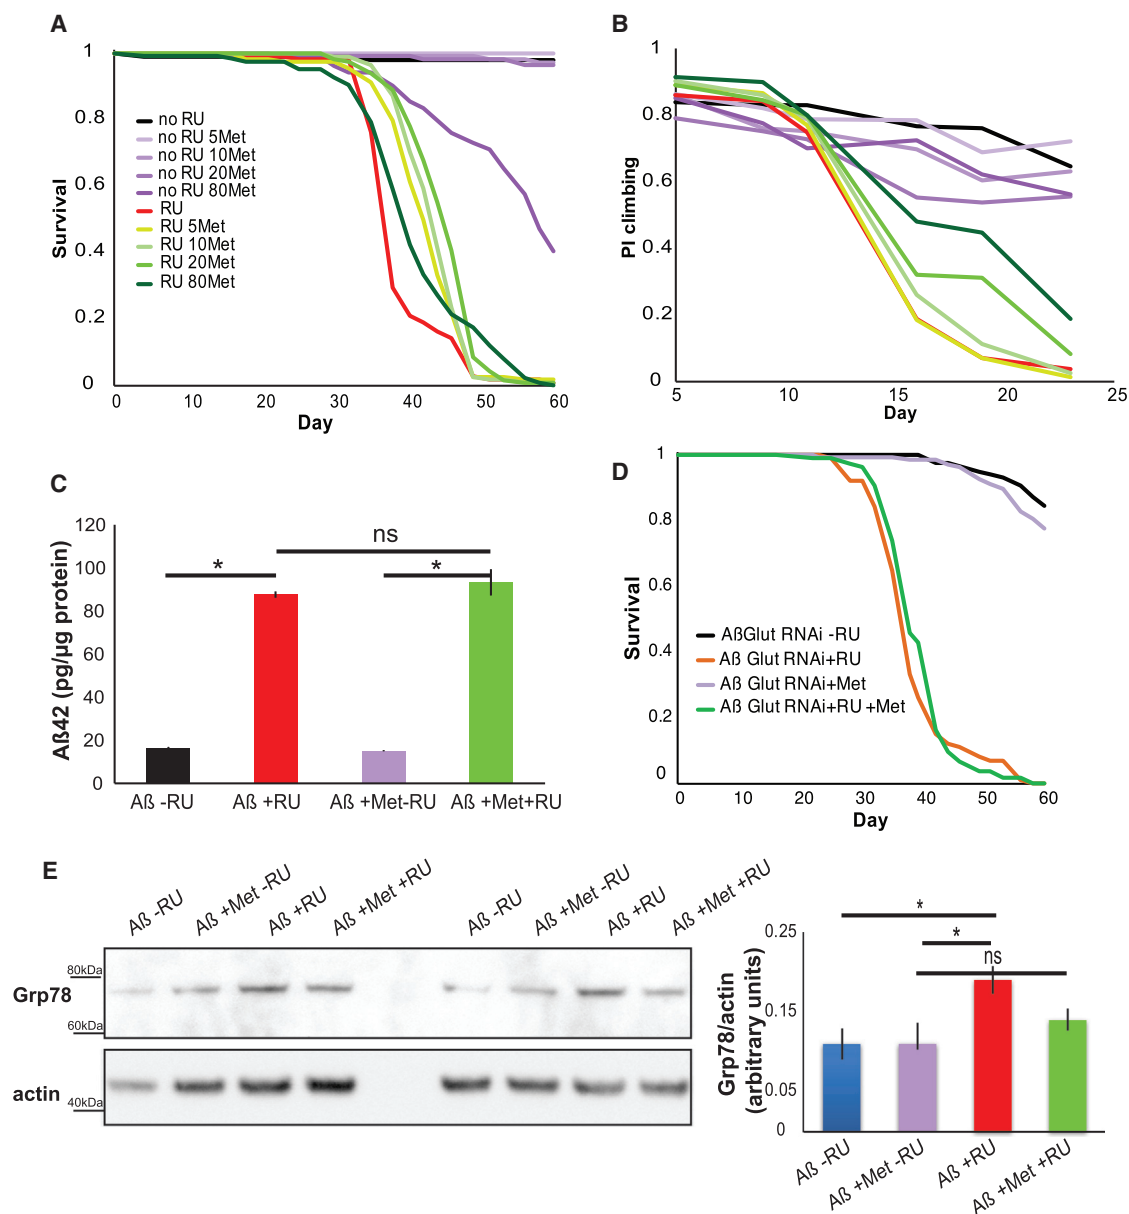 A
1
0.8
0.6
0.4
0.2
0
Survival
no RU
no RU 5Met
no RU 10Met
no RU 20Met
no RU 80Met
RU
RU 5Met
RU 10Met
RU 20Met
RU 80Met
0 10 20 30 40 50 60
Day
B
1
0.8
0.6
0.4
0.2
0
PI climbing
5 10 15 20 25
Day
C
120
100
80
60
40
20
0
Aß42 (pg/µg protein)
ns
* *
Aß -RU Aß +RU Aß +Met-RU Aß +Met+RU
D
1
0.8
0.6
0.4
0.2
0
Survival
AßGlut RNAi -RU
Aß Glut RNAi+RU
Aß Glut RNAi+Met
Aß Glut RNAi+RU +Met
0 10 20 30 40 50 60
Day
E
Aß -RU Aß +Met -RU Aß +RU Aß +Met +RU Aß -RU Aß +Met -RU Aß +RU Aß +Met +RU
80kDa
Grp78
60kDa
actin
40kDa
*
*
ns
0.25
0.15
0.05
0
Grp78/actin
(arbitrary units)
Aß -RU Aß +Met -RU Aß +RU Aß +Met +RU